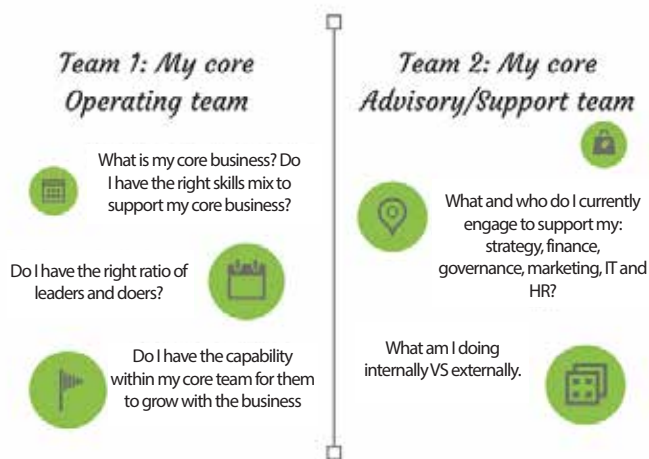 Team 1: My core
Operating team
What is my core business? Do
I have the right skills mix to
support my core business?
Do I have the right ratio of
leaders and doers?
Do I have the capability
within my core team for them
to grow with the business
Team 2: My core
Advisory/Support team
What and who do I currently
engage to support my:
strategy, finance,
governance, marketing, IT and
HR?
What am I doing
internally VS externally.